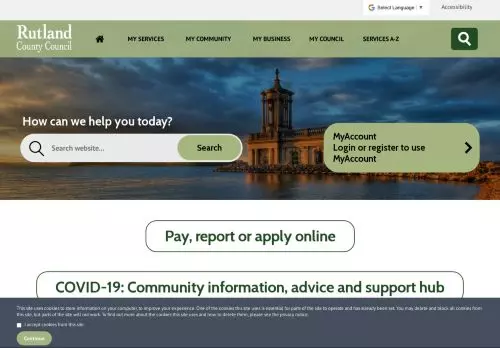 Select Language ▼
Accessibility
Rutland
County Council
MY SERVICES
MY COMMUNITY
MY BUSINESS
MY COUNCIL
SERVICES A-Z
How can we help you today?
Search website...
Search
MyAccount
Login or register to use
MyAccount
Pay, report or apply online
COVID-19: Community information, advice and support hub
This site uses cookies to store information on your computer, to improve your experience. One of the cookies this site uses is essential for parts of the site to operate and has already been set. You may delete and block all cookies from
this site, but parts of the site will not work. To find out more about the cookies this site uses and how to delete them, please see the privacy notice.
I accept cookies from this site
Continue